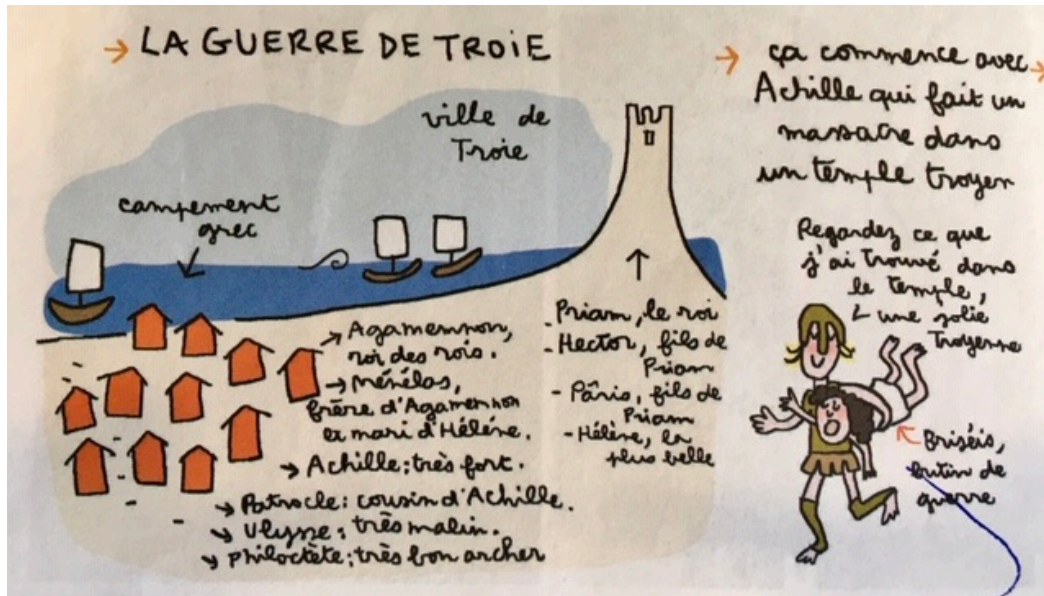 → LA GUERRE DE TROIE
ville de
Troie
campement
grec
→ Agamemnon,
roi des rois.
→ Ménélas,
frère d'Agamemnon
et mari d'Hélène.
→ Achille : très fort.
→ Patrocle : cousin d'Achille.
→ Ulysse : très malin.
→ Philoctète : très bon archer
- Priam, le roi
- Hector, fils de
Priam
- Pâris, fils de
Priam
- Hélène, la
plus belle
→ ça commence avec →
Achille qui fait un
massacre dans
un temple troyen
Regardez ce que
j'ai trouvé dans
le temple,
une jolie
Troyenne
Briséis,
butin de
guerre